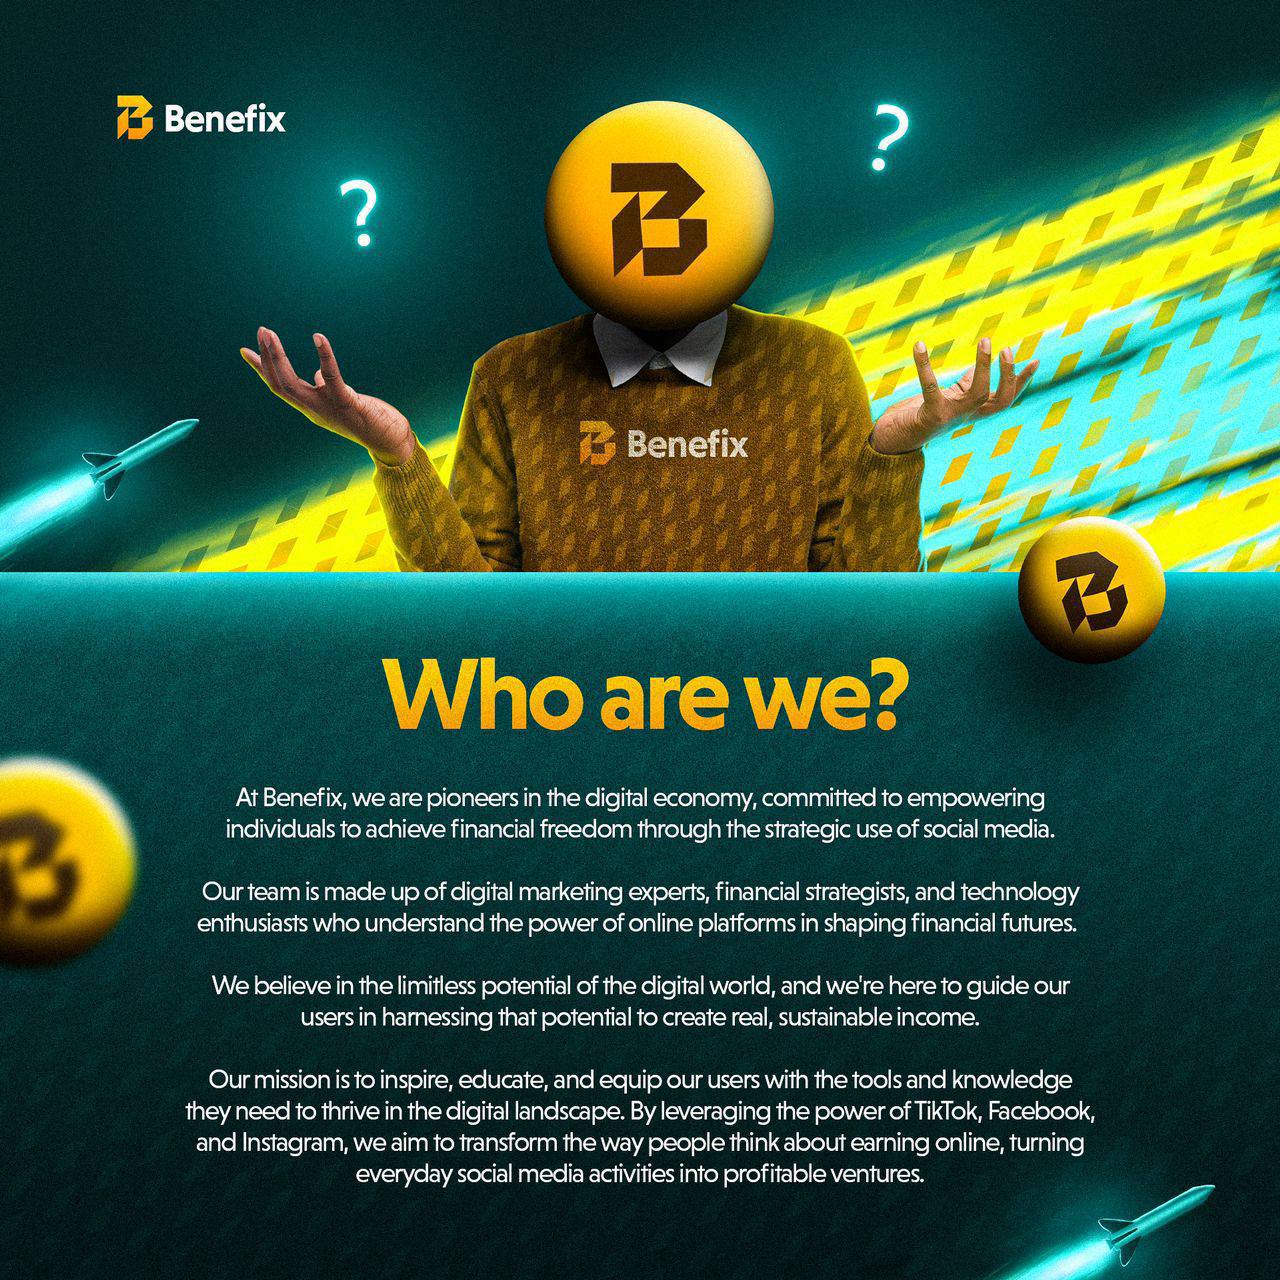 Benefix
?
?
Benefix
Who are we?
At Benefix, we are pioneers in the digital economy, committed to empowering
individuals to achieve financial freedom through the strategic use of social media.
Our team is made up of digital marketing experts, financial strategists, and technology
enthusiasts who understand the power of online platforms in shaping financial futures.
We believe in the limitless potential of the digital world, and we're here to guide our
users in harnessing that potential to create real, sustainable income.
Our mission is to inspire, educate, and equip our users with the tools and knowledge
they need to thrive in the digital landscape. By leveraging the power of TikTok, Facebook,
and Instagram, we aim to transform the way people think about earning online, turning
everyday social media activities into profitable ventures.